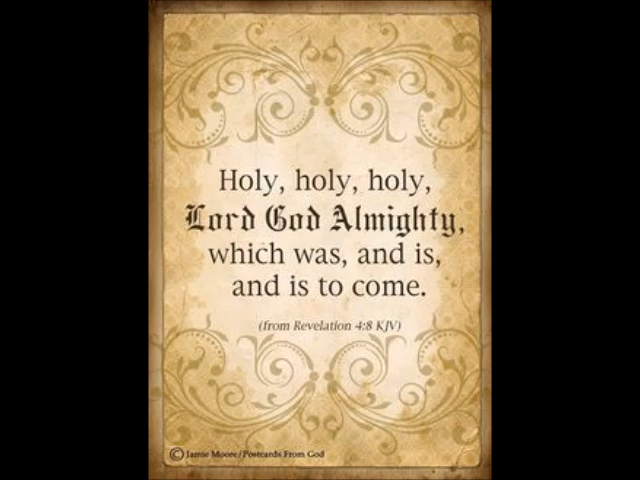 Holy, holy, holy,
Lord God Almighty,
which was, and is,
and is to come.
(from Revelation 4:8 KJV)
© Jamie Moore/Postcards From God